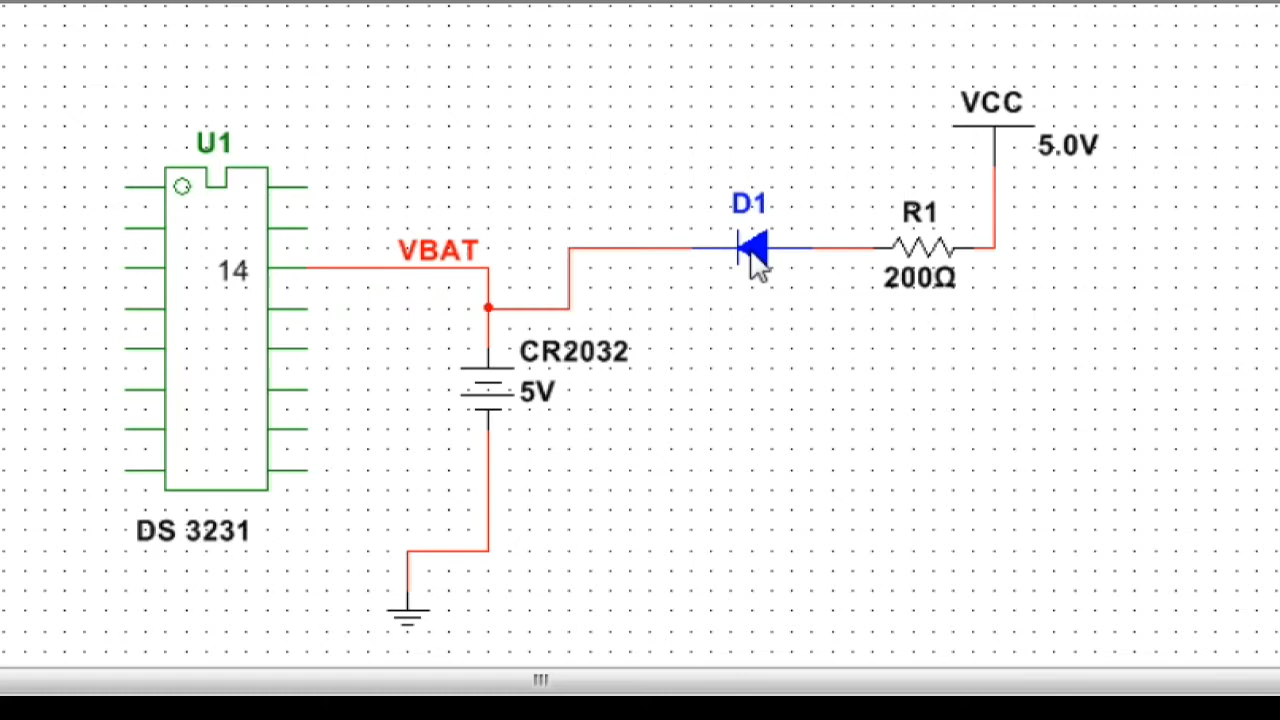 VCC
5.0V
U1
D1
R1
VBAT
14
200Ω
CR2032
5V
DS 3231